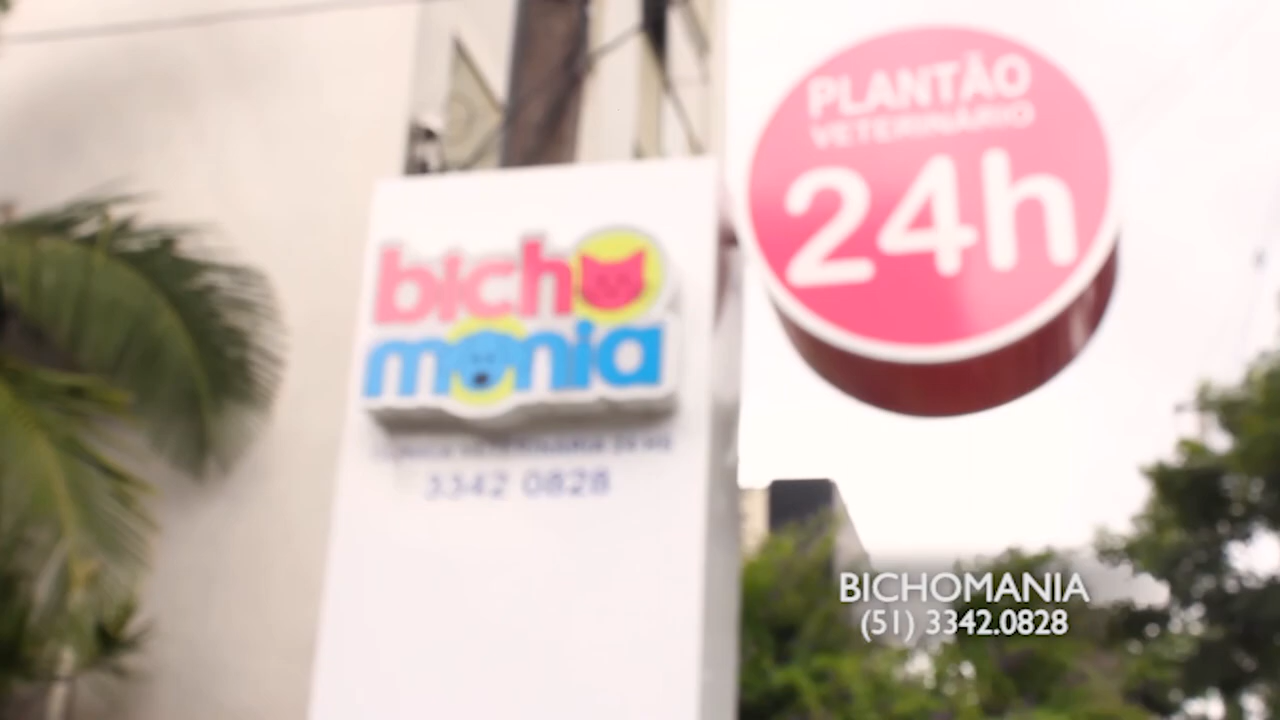 PLANTÃO
VETERINÁRIO
24h
bicho
mania
3342 0828
BICHOMANIA
(51) 3342.0828